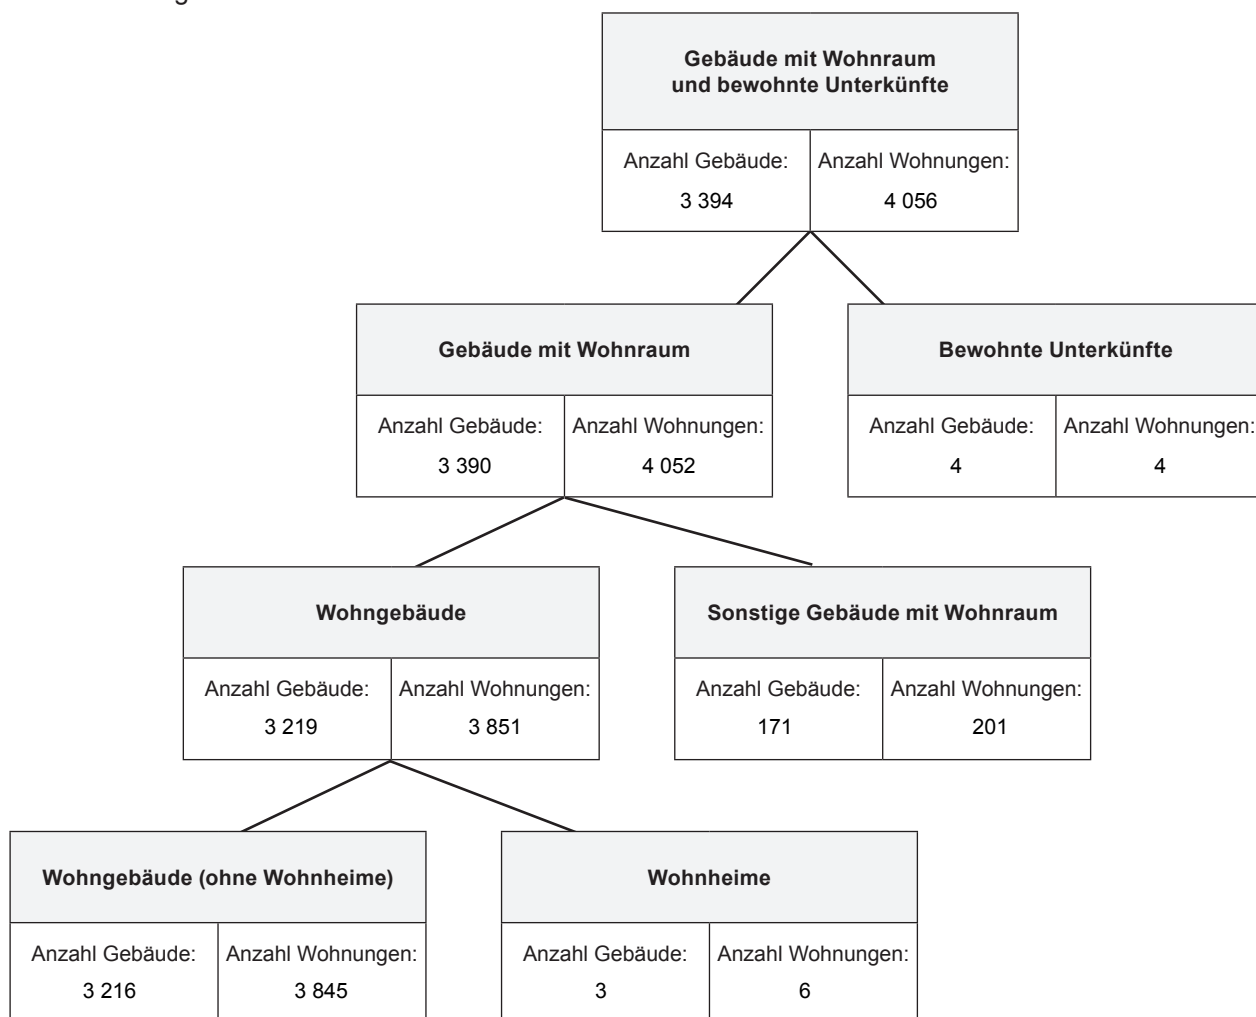 Gebäude mit Wohnraum
und bewohnte Unterkünfte
Anzahl Gebäude: Anzahl Wohnungen:
3 394 4 056
Gebäude mit Wohnraum Bewohnte Unterkünfte
Anzahl Gebäude: Anzahl Wohnungen: Anzahl Gebäude: Anzahl Wohnungen:
3 390 4 052 4 4
Wohngebäude Sonstige Gebäude mit Wohnraum
Anzahl Gebäude: Anzahl Wohnungen: Anzahl Gebäude: Anzahl Wohnungen:
3 219 3 851 171 201
Wohngebäude (ohne Wohnheime) Wohnheime
Anzahl Gebäude: Anzahl Wohnungen: Anzahl Gebäude: Anzahl Wohnungen:
3 216 3 845 3 6